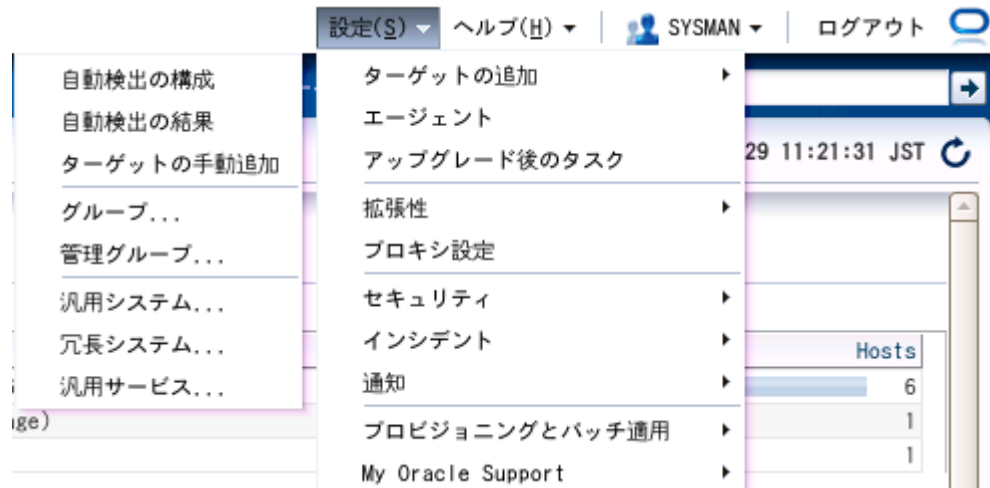 設定(S) ヘルプ(H) SYSMAN ログアウト
自動検出の構成
自動検出の結果
ターゲットの手動追加
グループ...
管理グループ...
汎用システム...
冗長システム...
汎用サービス...
ターゲットの追加
エージェント
アップグレード後のタスク
拡張性
プロキシ設定
セキュリティ
インシデント
通知
プロビジョニングとパッチ適用
My Oracle Support
29 11:21:31 JST
Hosts
6
ge) 1
1